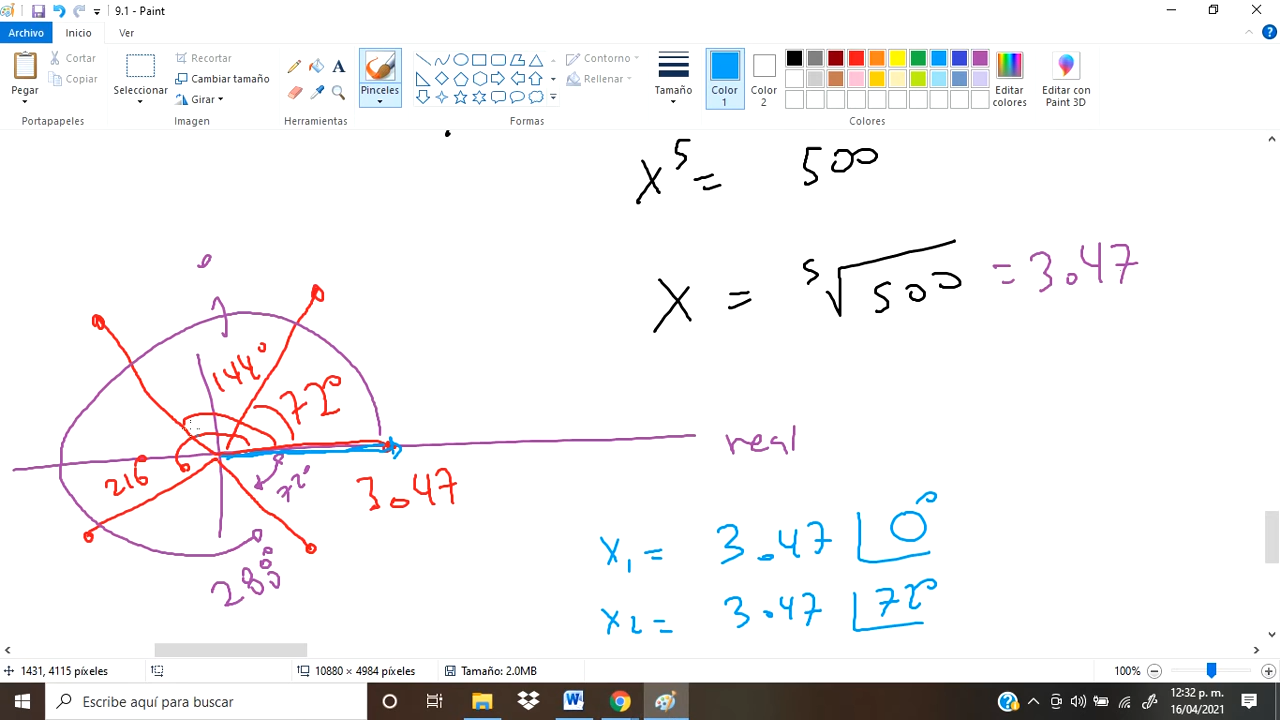 9.1 - Paint
Archivo Inicio Ver
Pegar
Cortar
Copiar
Portapapeles
Seleccionar
Recortar
Cambiar tamaño
Girar
Imagen
A
Herramientas
Pinceles
Contorno
Rellenar
Formas
Tamaño
Color 1
Color 2
Editar colores
Editar con Paint 3D
Colores
x⁵ = 500
x = ⁵√500 = 3.47
144°
72°
216
72°
3.47
288°
real
x₁ = 3.47 ∟0°
x₂ = 3.47 ∟72°
1431, 4115 píxeles
10880 × 4984 píxeles
Tamaño: 2.0MB
100%
Escribe aquí para buscar
12:32 p. m.
16/04/2021